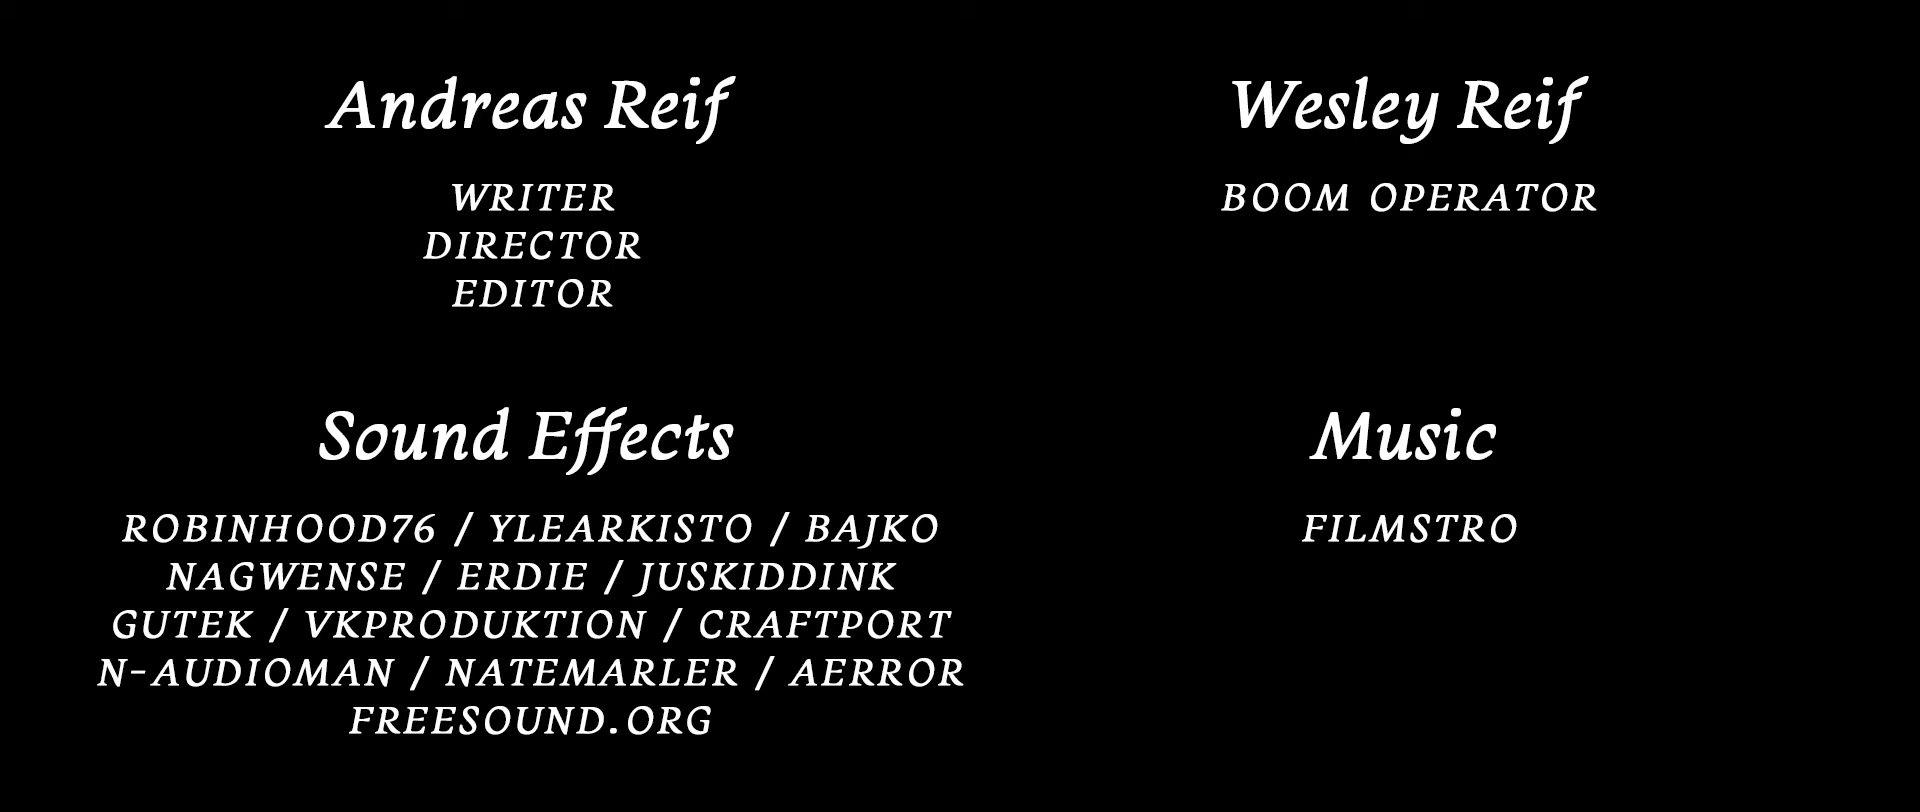 Andreas Reif
WRITER
DIRECTOR
EDITOR
Wesley Reif
BOOM OPERATOR
Sound Effects
ROBINHOOD76 / YLEARKISTO / BAJKO
NAGWENSE / ERDIE / JUSKIDDINK
GUTEK / VKPRODUKTION / CRAFTPORT
N-AUDIOMAN / NATEMARLER / AERROR
FREESOUND.ORG
Music
FILMSTRO